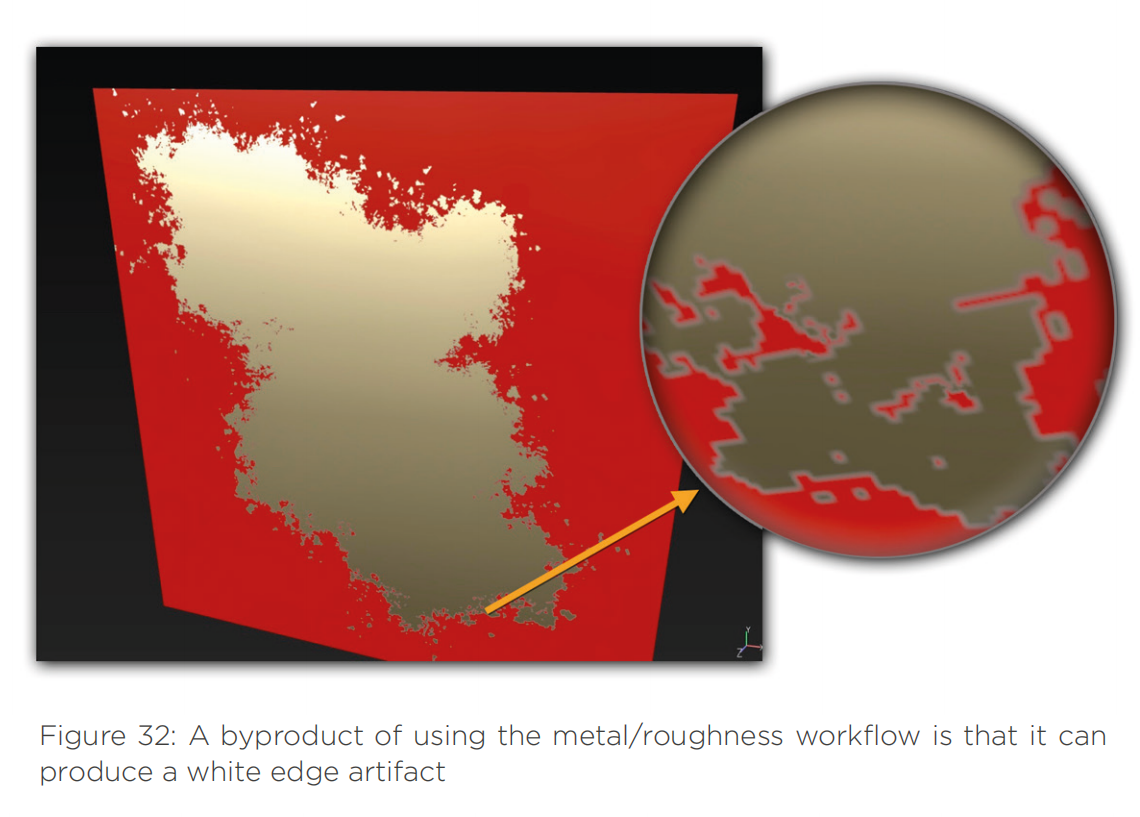 Y
Z
Figure 32: A byproduct of using the metal/roughness workflow is that it can
produce a white edge artifact